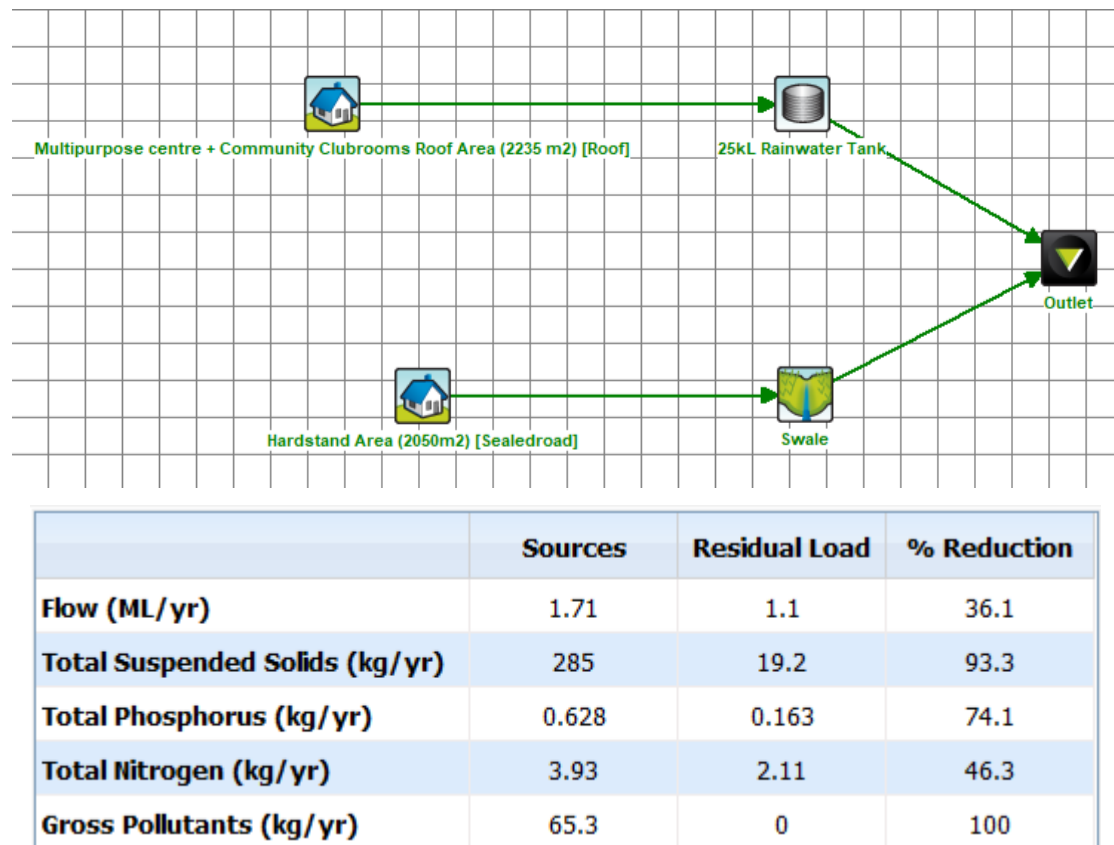 Multipurpose centre + Community Clubrooms Roof Area (2235 m2) [Roof]
25kL Rainwater Tank
Outlet
Hardstand Area (2050m2) [Sealedroad]
Swale
Sources Residual Load % Reduction
Flow (ML/yr) 1.71 1.1 36.1
Total Suspended Solids (kg/yr) 285 19.2 93.3
Total Phosphorus (kg/yr) 0.628 0.163 74.1
Total Nitrogen (kg/yr) 3.93 2.11 46.3
Gross Pollutants (kg/yr) 65.3 0 100